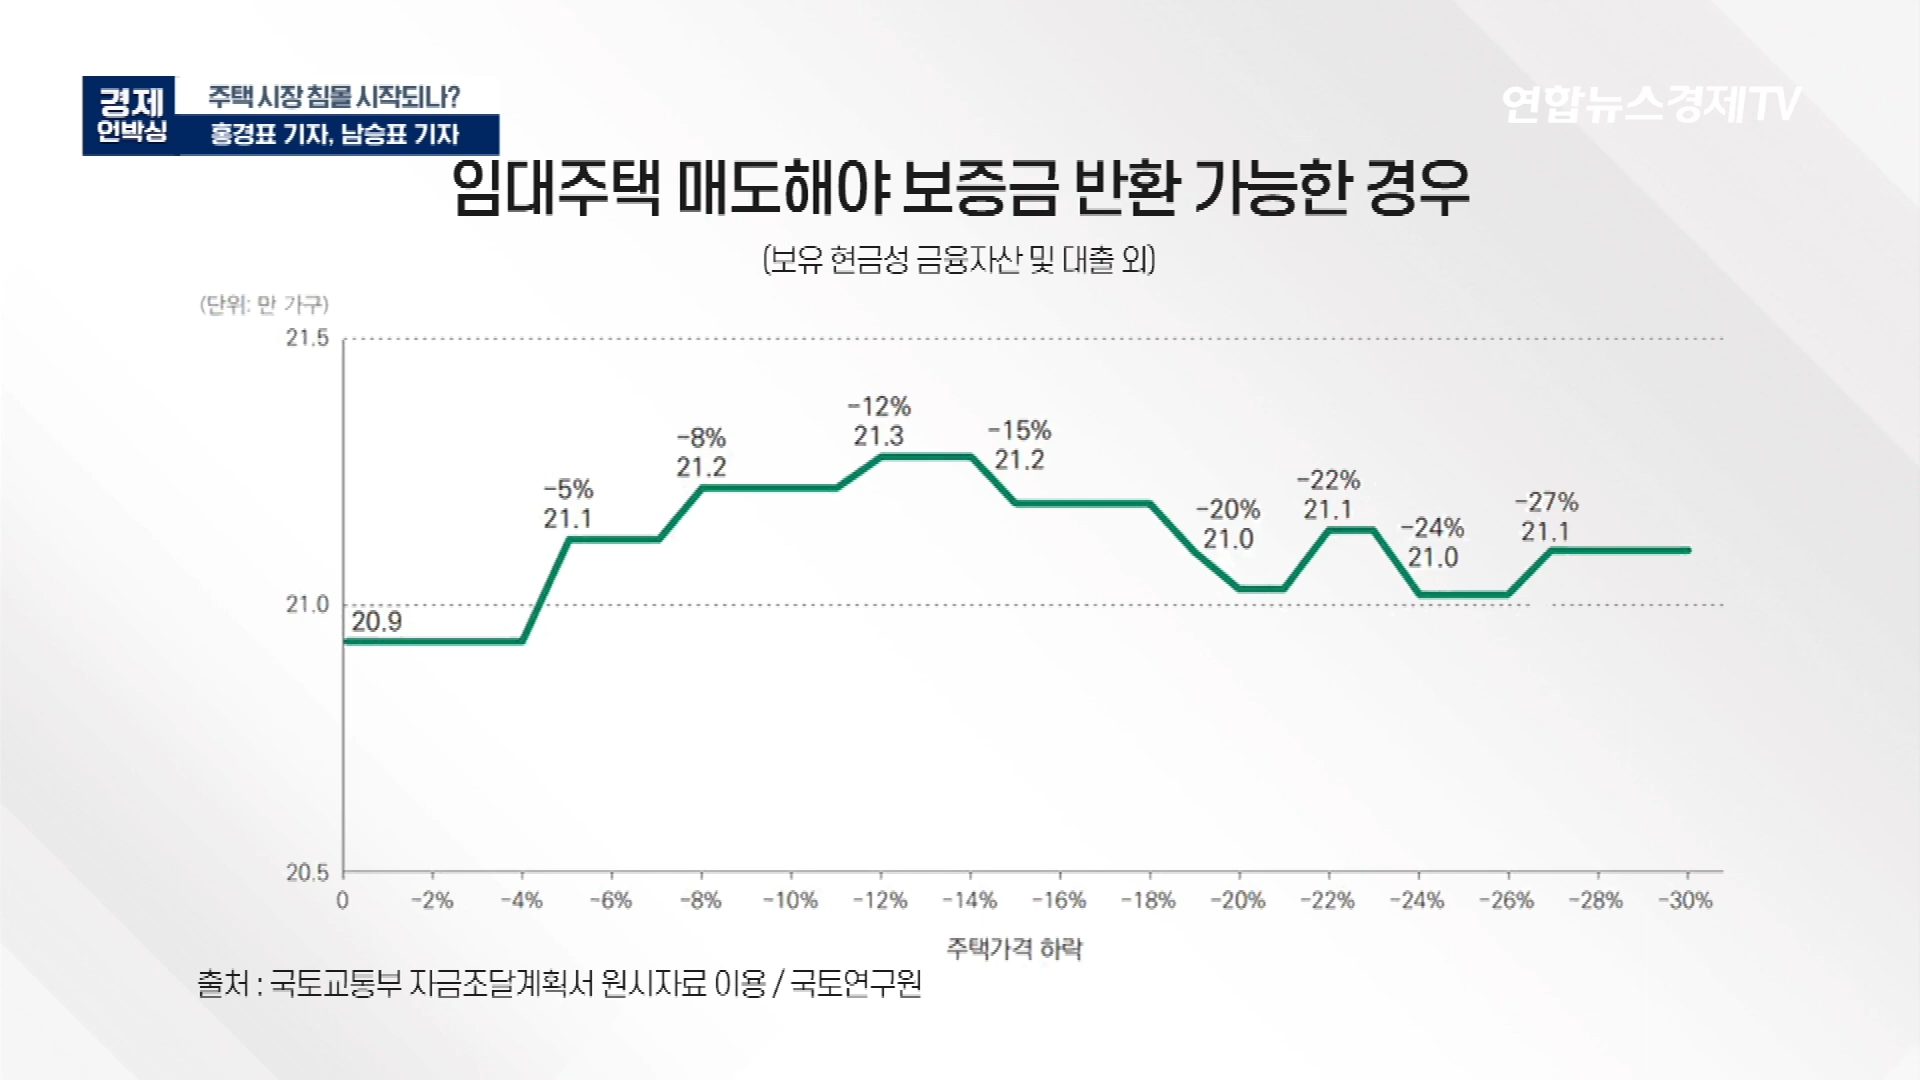 경제
언박싱
주택 시장 침몰 시작되나?
홍경표 기자, 남승표 기자
연합뉴스경제TV
임대주택 매도해야 보증금 반환 가능한 경우
(보유 현금성 금융자산 및 대출 외)
(단위: 만 가구)
21.5
21.0
20.5
20.9
-5%
21.1
-8%
21.2
-12%
21.3
-15%
21.2
-20%
21.0
-22%
21.1
-24%
21.0
-27%
21.1
0 -2% -4% -6% -8% -10% -12% -14% -16% -18% -20% -22% -24% -26% -28% -30%
주택가격 하락
출처 : 국토교통부 자금조달계획서 원시자료 이용 / 국토연구원